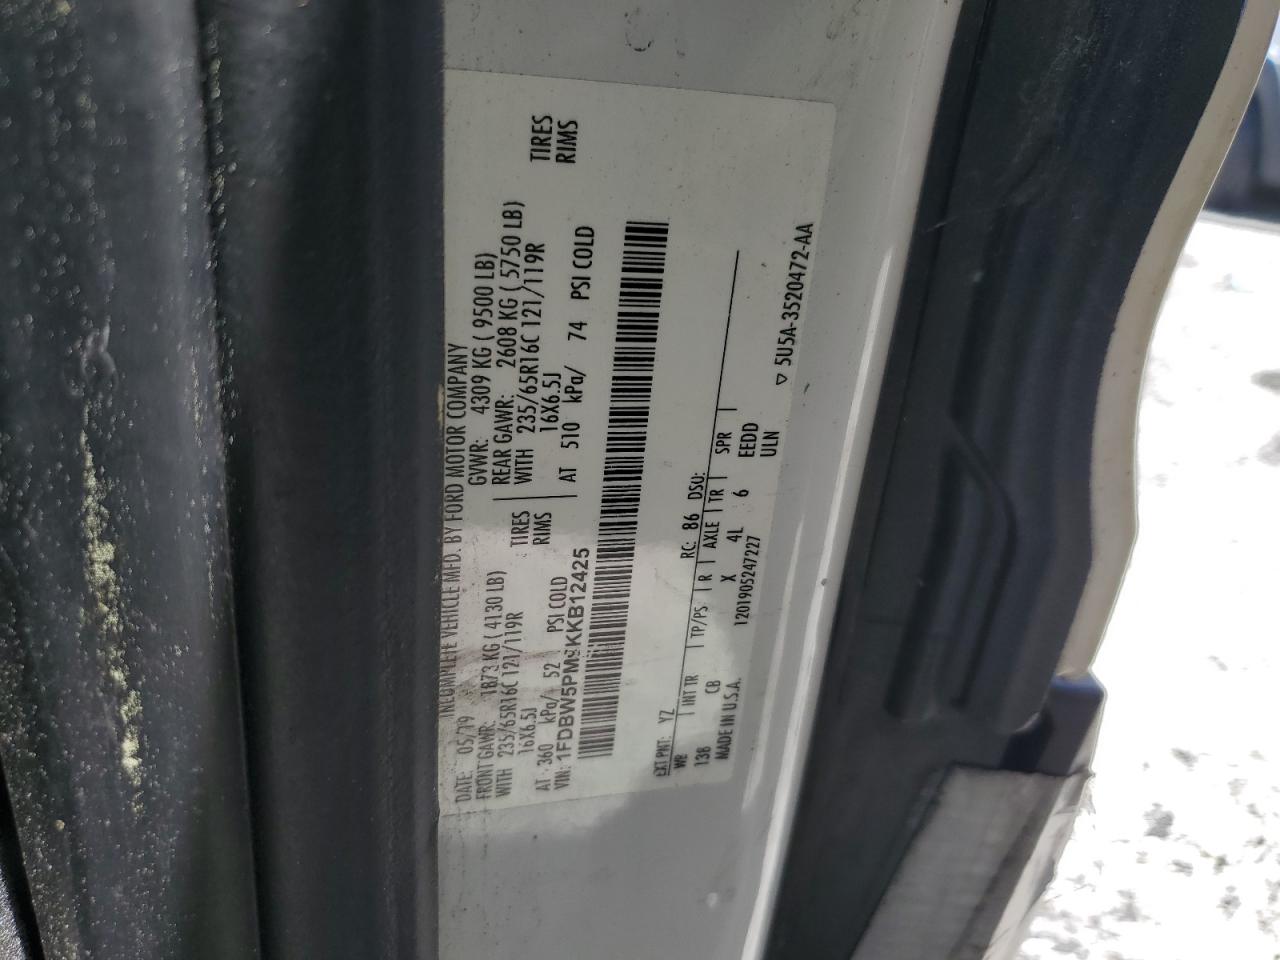 INCOMPLETE VEHICLE MFD. BY FORD MOTOR COMPANY
DATE: 05/19 GVWR: 4309 KG ( 9500 LB)
FRONT GAWR: 1873 KG ( 4130 LB) REAR GAWR: 2608 KG ( 5750 LB)
WITH 235/65R16C 121/119R TIRES WITH 235/65R16C 121/119R TIRES
16X6.5J RIMS 16X6.5J RIMS
AT 360 kPa/ 52 PSI COLD AT 510 kPa/ 74 PSI COLD
VIN: 1FDBW5PM9KKB12425
EXT PNT: YZ RC: 86 DSO:
WB INT TR TP/PS R AXLE TR SPR
138 CB X 4L 6 EEDD
MADE IN U.S.A. 1201905247227 ULN
▽ 5U5A-3520472-AA